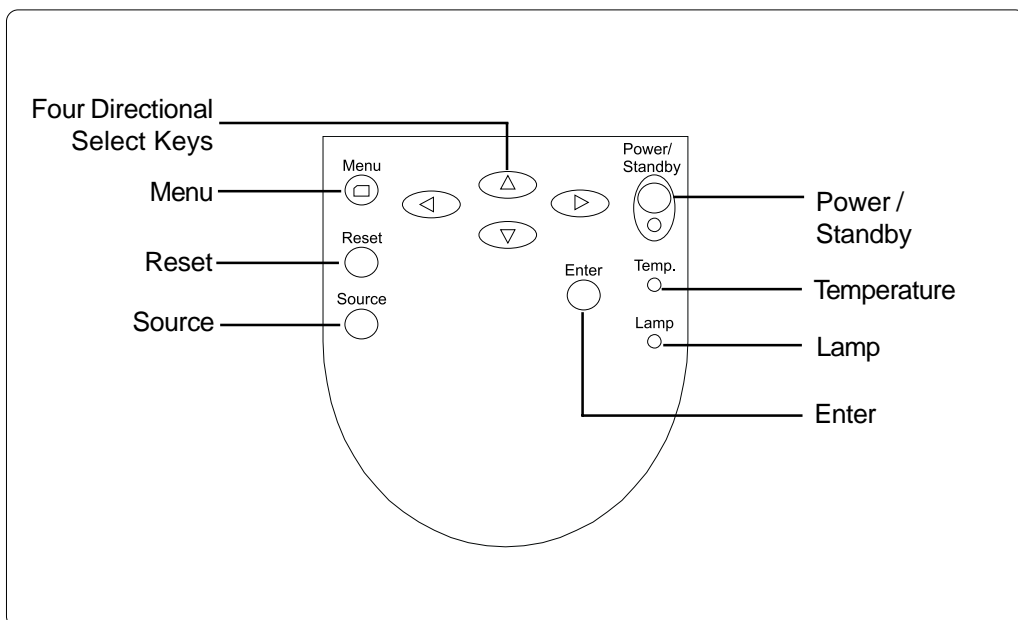 Four Directional
Select Keys
Menu
Reset
Source
Menu
Reset
Source
Power/
Standby
Enter
Temp.
Lamp
Power /
Standby
Temperature
Lamp
Enter